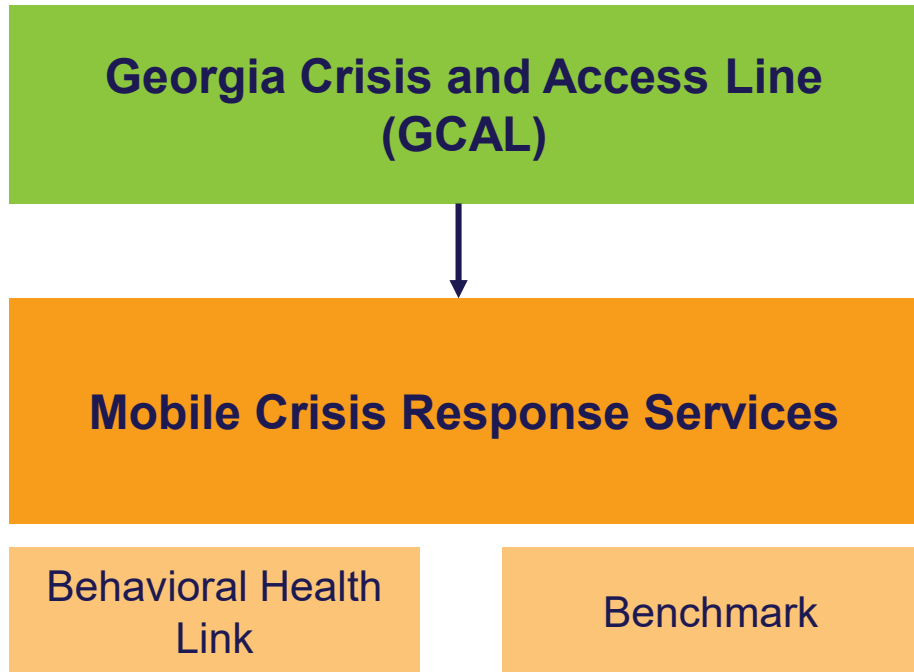 Georgia Crisis and Access Line
(GCAL)
Mobile Crisis Response Services
Behavioral Health
Link
Benchmark